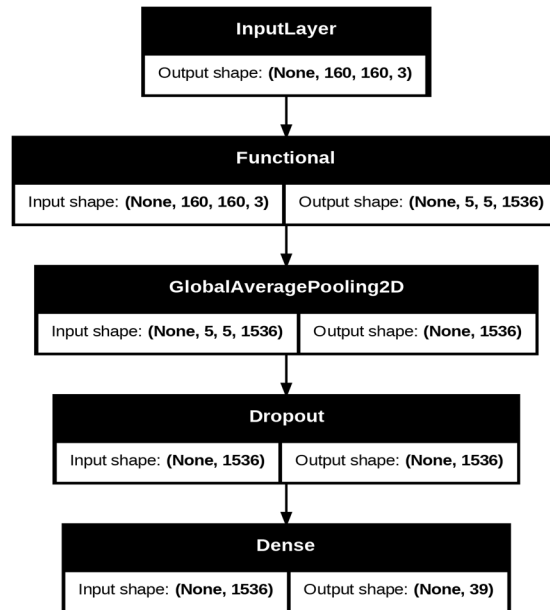 InputLayer
Output shape: (None, 160, 160, 3)
Functional
Input shape: (None, 160, 160, 3) Output shape: (None, 5, 5, 1536)
GlobalAveragePooling2D
Input shape: (None, 5, 5, 1536) Output shape: (None, 1536)
Dropout
Input shape: (None, 1536) Output shape: (None, 1536)
Dense
Input shape: (None, 1536) Output shape: (None, 39)